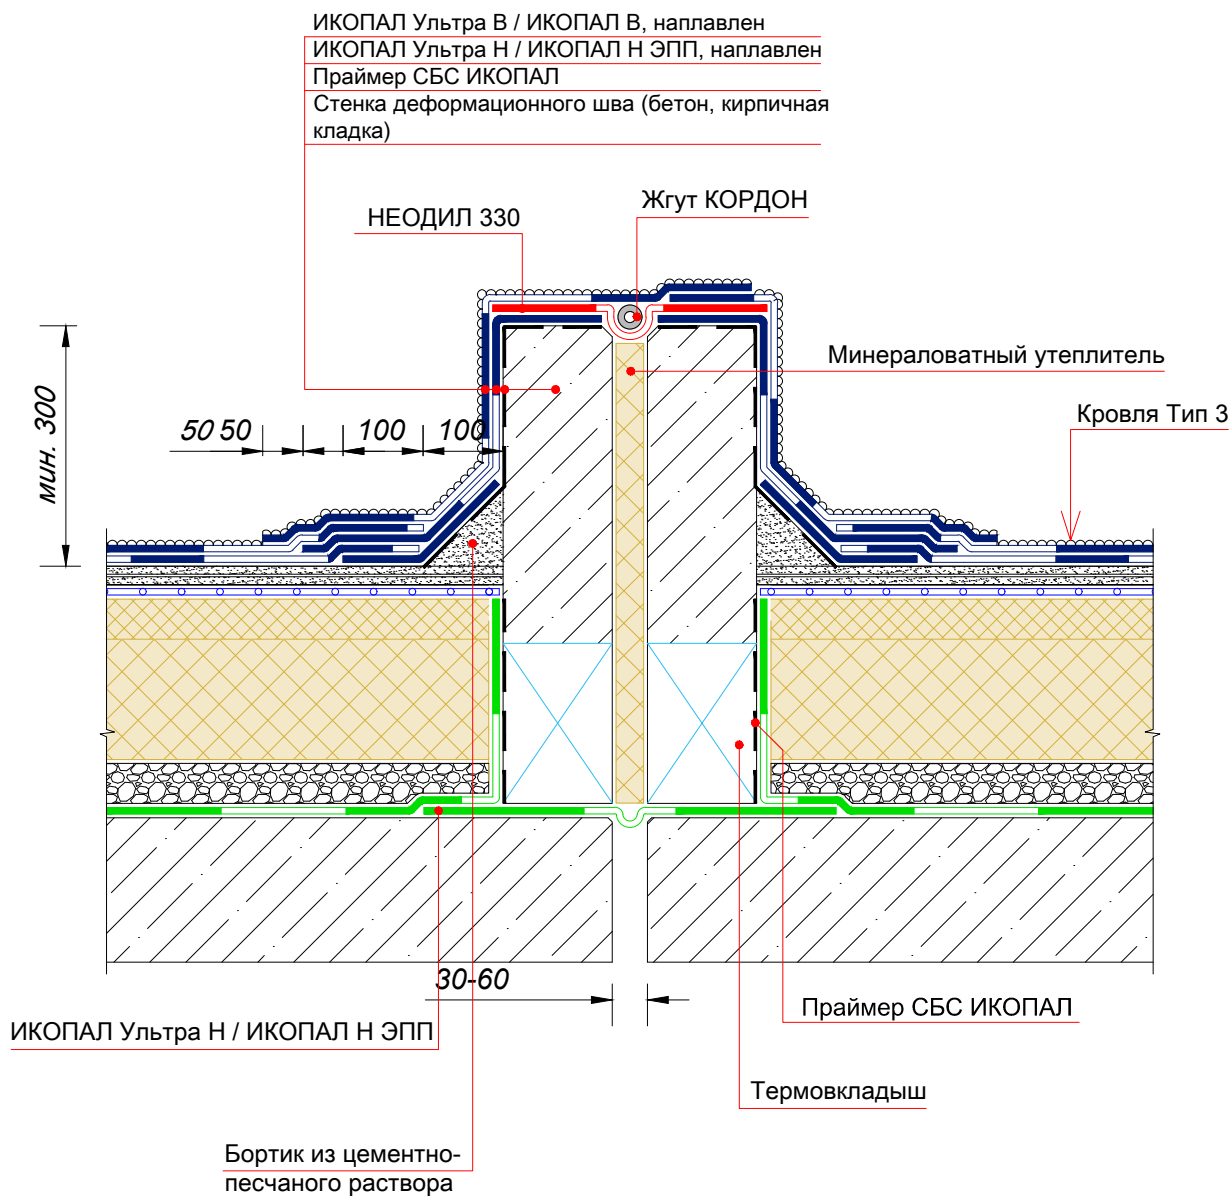 ИКОПАЛ Ультра В / ИКОПАЛ В, наплавлен
ИКОПАЛ Ультра Н / ИКОПАЛ Н ЭПП, наплавлен
Праймер СБС ИКОПАЛ
Стенка деформационного шва (бетон, кирпичная
кладка)
Жгут КОРДОН
НЕОДИЛ 330
Минераловатный утеплитель
Кровля Тип 3
мин. 300
50 50 100 100
30-60
Праймер СБС ИКОПАЛ
ИКОПАЛ Ультра Н / ИКОПАЛ Н ЭПП
Термовкладыш
Бортик из цементно-
песчаного раствора